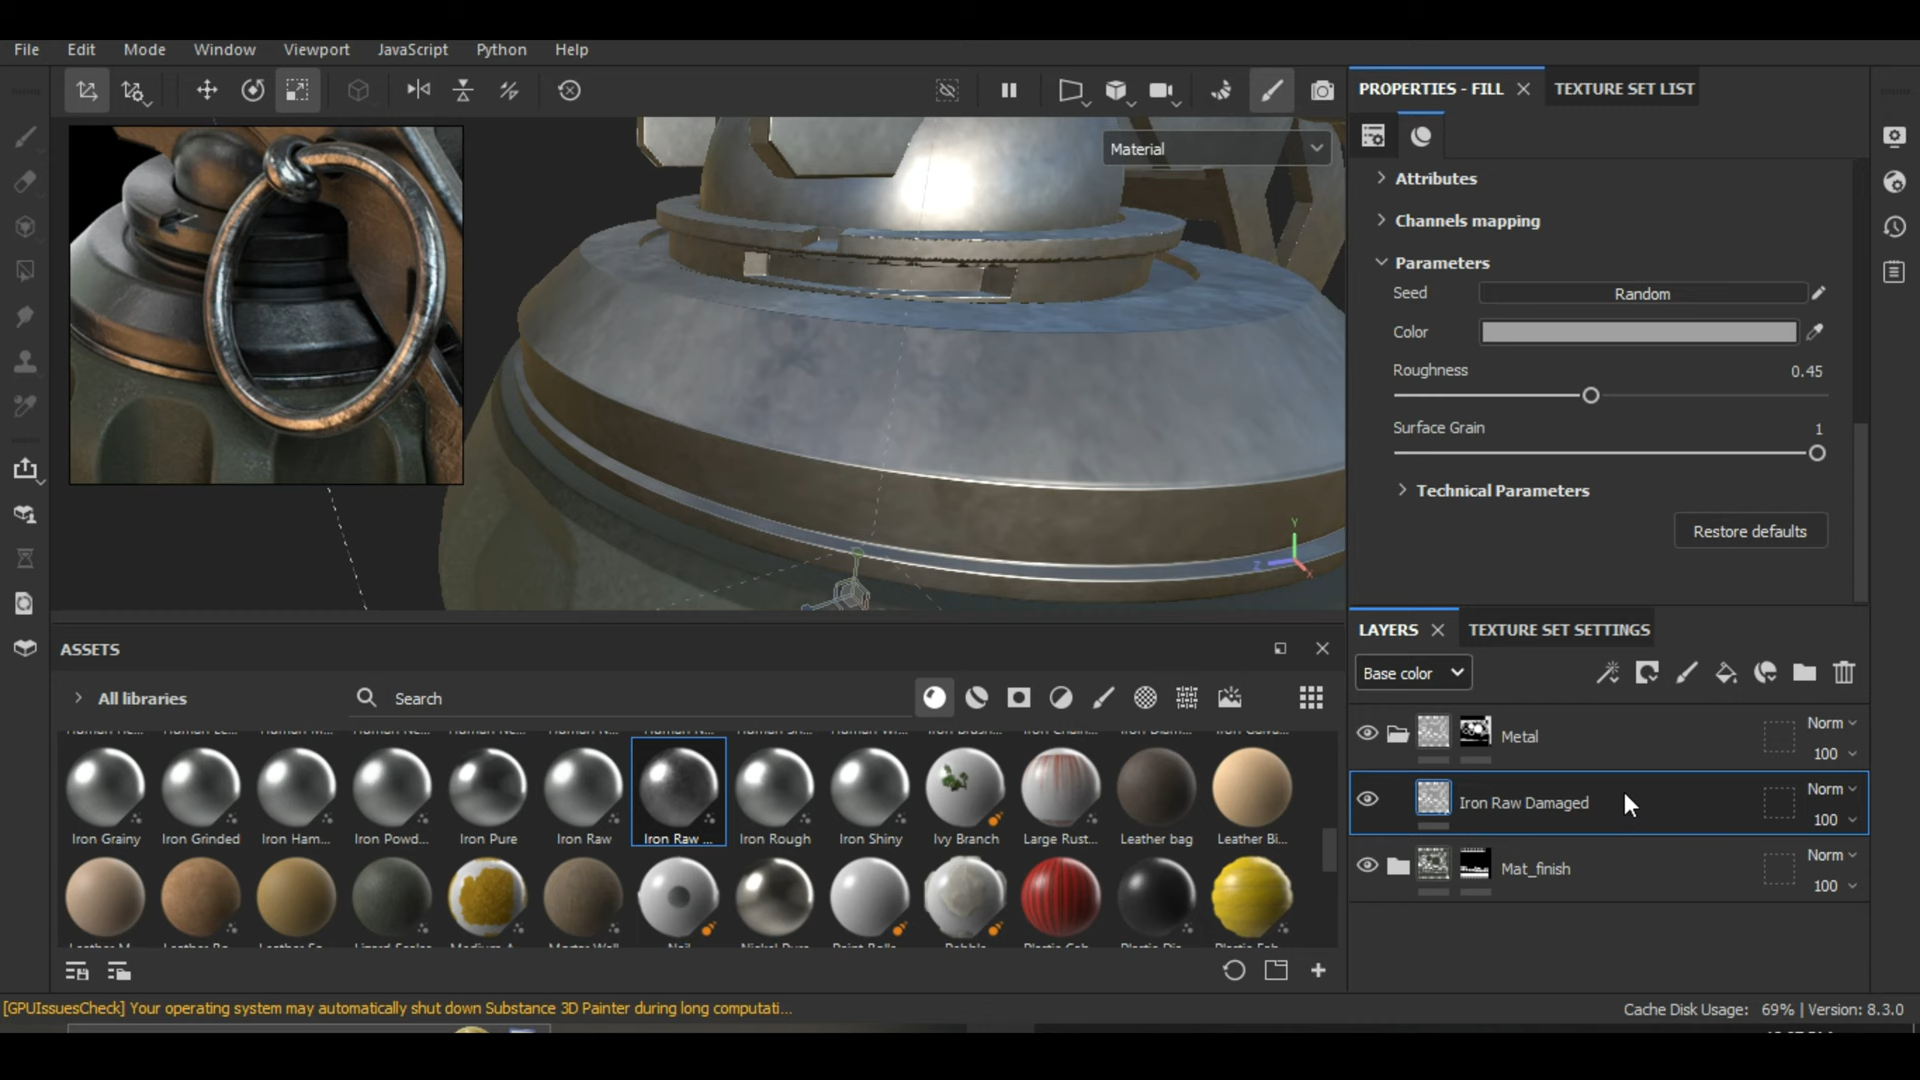 File Edit Mode Window Viewport JavaScript Python Help
PROPERTIES - FILL
TEXTURE SET LIST
Material
Attributes
Channels mapping
Parameters
Seed Random
Color
Roughness 0.45
Surface Grain 1
Technical Parameters
Restore defaults
Y
Z
X
LAYERS
TEXTURE SET SETTINGS
Base color
Metal Norm
100
Iron Raw Damaged Norm
100
Mat_finish Norm
100
ASSETS
All libraries
Search
Iron Grainy Iron Grinded Iron Ham... Iron Powd... Iron Pure Iron Raw Iron Raw ... Iron Rough Iron Shiny Ivy Branch Large Rust... Leather bag Leather Bi...
[GPUIssuesCheck] Your operating system may automatically shut down Substance 3D Painter during long computati...
Cache Disk Usage: 69% | Version: 8.3.0